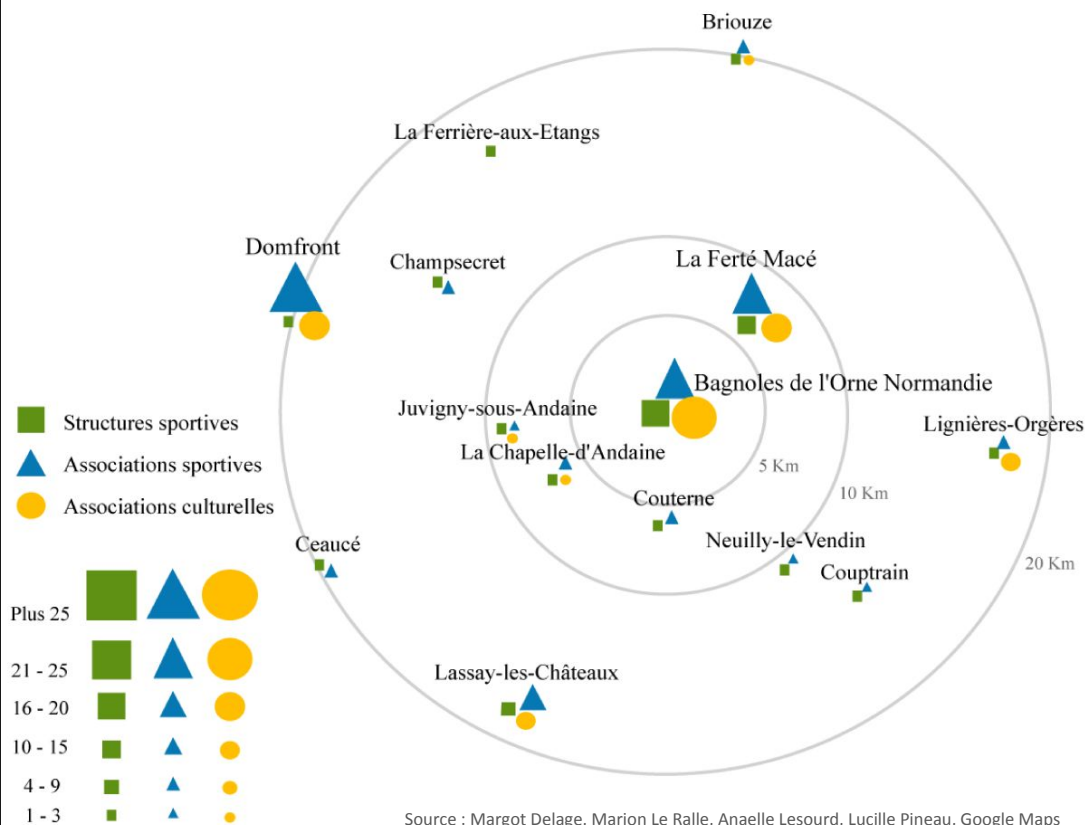 Briouze
La Ferrière-aux-Etangs
Domfront
Champsecret
La Ferté Macé
Bagnoles de l'Orne Normandie
Juvigny-sous-Andaine
La Chapelle-d'Andaine
Lignières-Orgères
5 Km
10 Km
20 Km
Couterne
Neuilly-le-Vendin
Couptrain
Ceaucé
Lassay-les-Châteaux
Structures sportives
Associations sportives
Associations culturelles
Plus 25
21 - 25
16 - 20
10 - 15
4 - 9
1 - 3
Source : Margot Delage, Marion Le Ralle, Anaelle Lesourd, Lucille Pineau, Google Maps